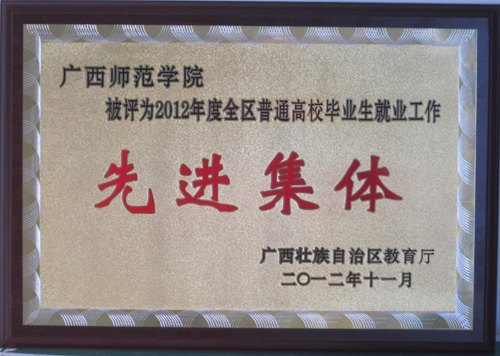 广西师范学院
被评为2012年度全区普通高校毕业生就业工作
先进集体
广西壮族自治区教育厅
二〇一二年十一月